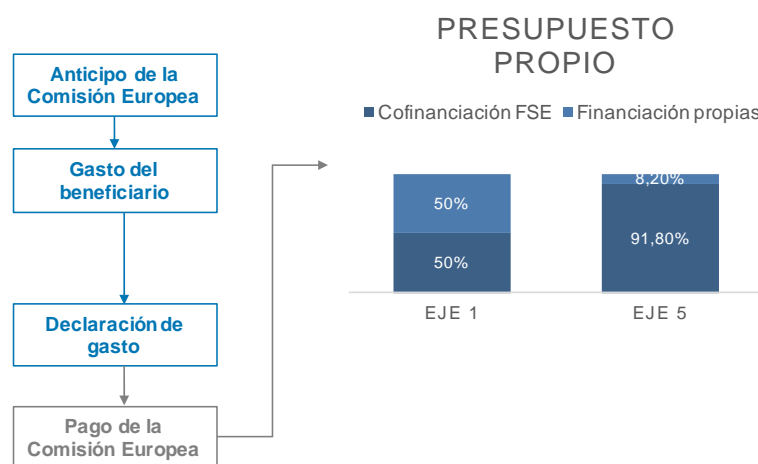 Anticipo de la
Comisión Europea
Gasto del
beneficiario
Declaración de
gasto
Pago de la
Comisión Europea
PRESUPUESTO
PROPIO
Cofinanciación FSE
Financiación propias
50%
50%
8,20%
91,80%
EJE 1
EJE 5